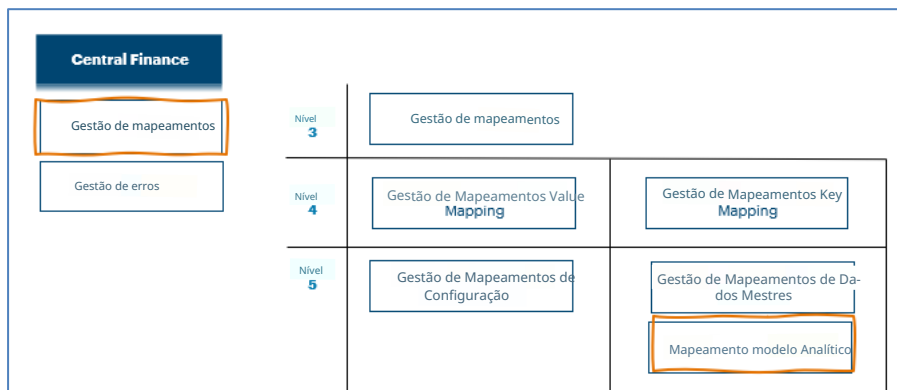 Central Finance
Gestão de mapeamentos
Gestão de erros
Nível
3
Gestão de mapeamentos
Nível
4
Gestão de Mapeamentos Value
Mapping
Gestão de Mapeamentos Key
Mapping
Nível
5
Gestão de Mapeamentos de
Configuração
Gestão de Mapeamentos de Da-
dos Mestres
Mapeamento modelo Analítico